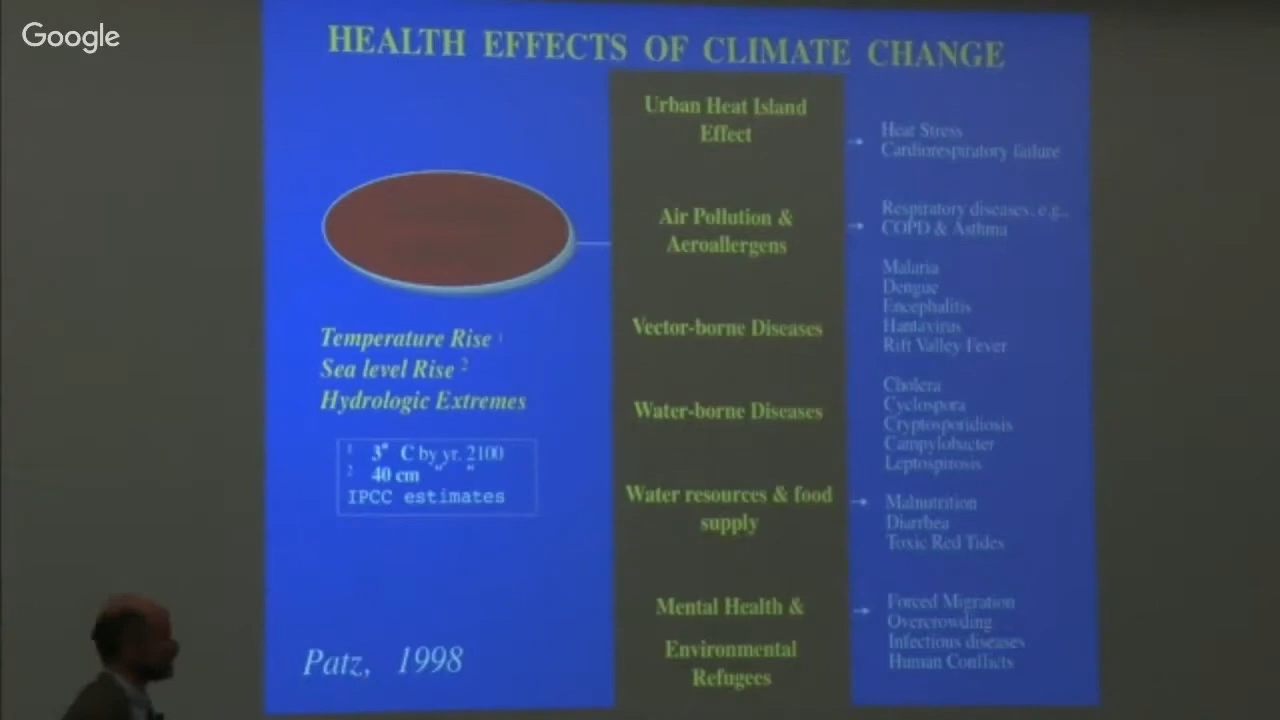 Google
HEALTH EFFECTS OF CLIMATE CHANGE
Temperature Rise 1
Sea level Rise 2
Hydrologic Extremes
1 3° C by yr. 2100
2 40 cm " "
IPCC estimates
Patz, 1998
Urban Heat Island
Effect
Air Pollution &
Aeroallergens
Vector-borne Diseases
Water-borne Diseases
Water resources & food
supply
Mental Health &
Environmental
Refugees
Heat Stress
Cardiorespiratory failure
Respiratory diseases, e.g.,
COPD & Asthma
Malaria
Dengue
Encephalitis
Hantavirus
Rift Valley Fever
Cholera
Cyclospora
Cryptosporidiosis
Campylobacter
Leptospirosis
Malnutrition
Diarrhea
Toxic Red Tides
Forced Migration
Overcrowding
Infectious diseases
Human Conflicts